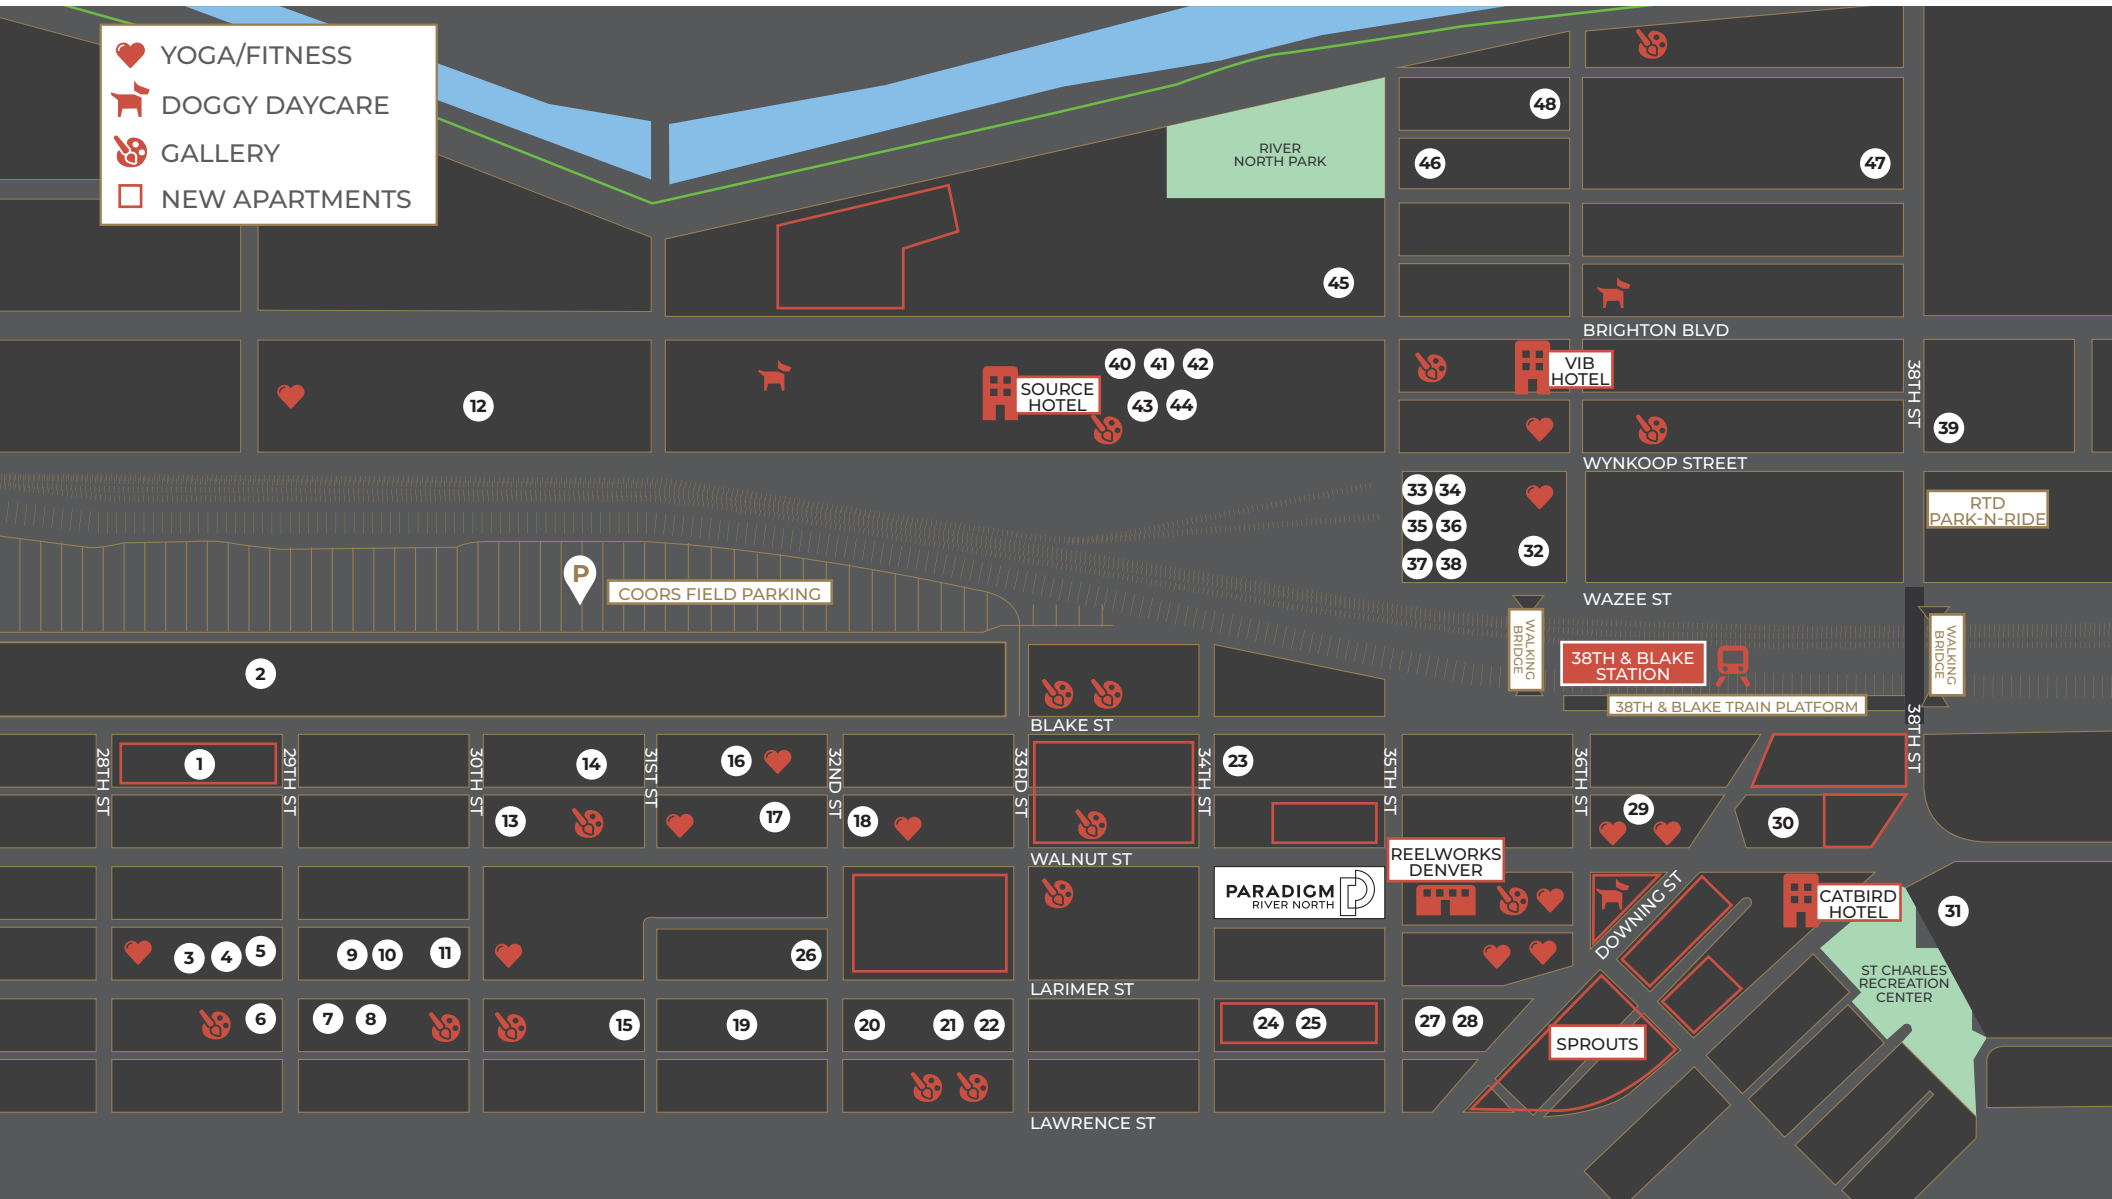 YOGA/FITNESS
DOGGY DAYCARE
GALLERY
NEW APARTMENTS
RIVER
NORTH PARK
48
46
47
45
BRIGHTON BLVD
12
SOURCE
HOTEL
40
41
42
43
44
VIB
HOTEL
38TH ST
39
WYNKOOP STREET
33
34
35
36
37
38
32
RTD
PARK-N-RIDE
P
COORS FIELD PARKING
WAZEE ST
WALKING
BRIDGE
38TH & BLAKE
STATION
WALKING
BRIDGE
38TH & BLAKE TRAIN PLATFORM
2
BLAKE ST
28TH ST
1
29TH ST
30TH ST
14
31ST ST
16
32ND ST
33RD ST
34TH ST
23
35TH ST
36TH ST
38TH ST
13
17
18
29
30
WALNUT ST
REELWORKS
DENVER
PARADIGM
RIVER NORTH
DOWNING ST
CATBIRD
HOTEL
31
3
4
5
9
10
11
26
ST CHARLES
RECREATION
CENTER
LARIMER ST
6
7
8
15
19
20
21
22
24
25
27
28
SPROUTS
LAWRENCE ST